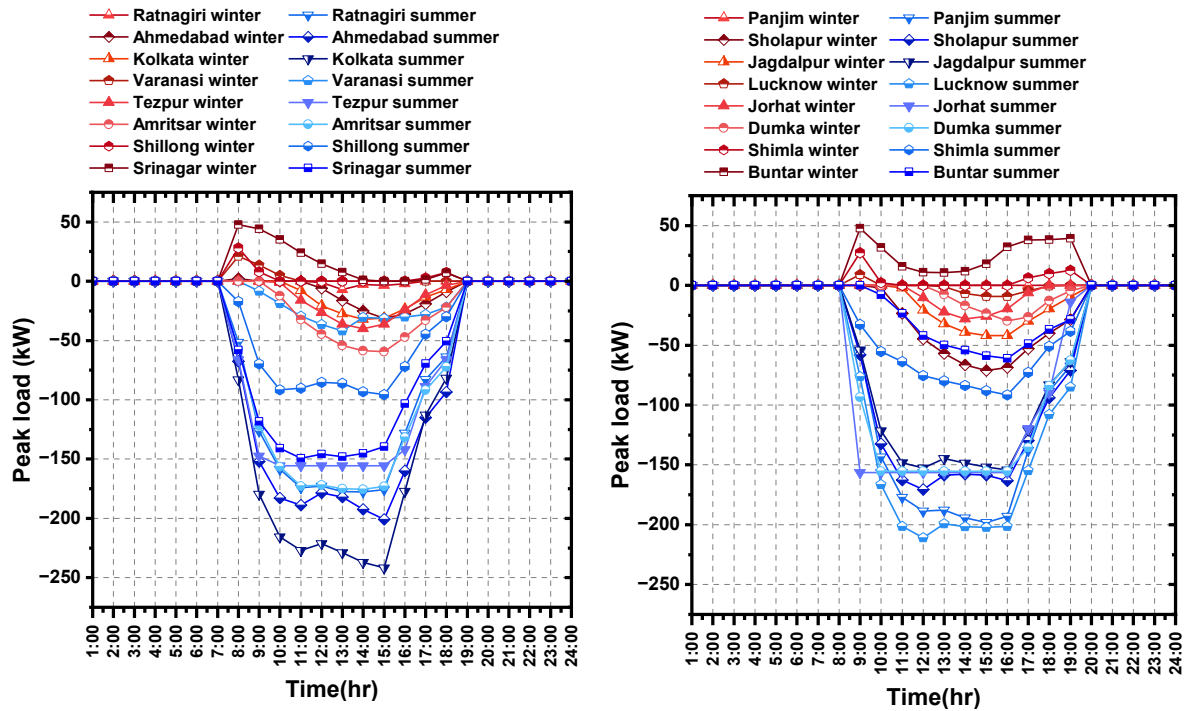 Ratnagiri winter Ratnagiri summer
Ahmedabad winter Ahmedabad summer
Kolkata winter Kolkata summer
Varanasi winter Varanasi summer
Tezpur winter Tezpur summer
Amritsar winter Amritsar summer
Shillong winter Shillong summer
Srinagar winter Srinagar summer
50
0
−50
−100
−150
−200
−250
Peak load (kW)
1:00 2:00 3:00 4:00 5:00 6:00 7:00 8:00 9:00 10:00 11:00 12:00 13:00 14:00 15:00 16:00 17:00 18:00 19:00 20:00 21:00 22:00 23:00 24:00
Time(hr)
Panjim winter Panjim summer
Sholapur winter Sholapur summer
Jagdalpur winter Jagdalpur summer
Lucknow winter Lucknow summer
Jorhat winter Jorhat summer
Dumka winter Dumka summer
Shimla winter Shimla summer
Buntar winter Buntar summer
50
0
−50
−100
−150
−200
−250
Peak load (kW)
1:00 2:00 3:00 4:00 5:00 6:00 7:00 8:00 9:00 10:00 11:00 12:00 13:00 14:00 15:00 16:00 17:00 18:00 19:00 20:00 21:00 22:00 23:00 24:00
Time(hr)